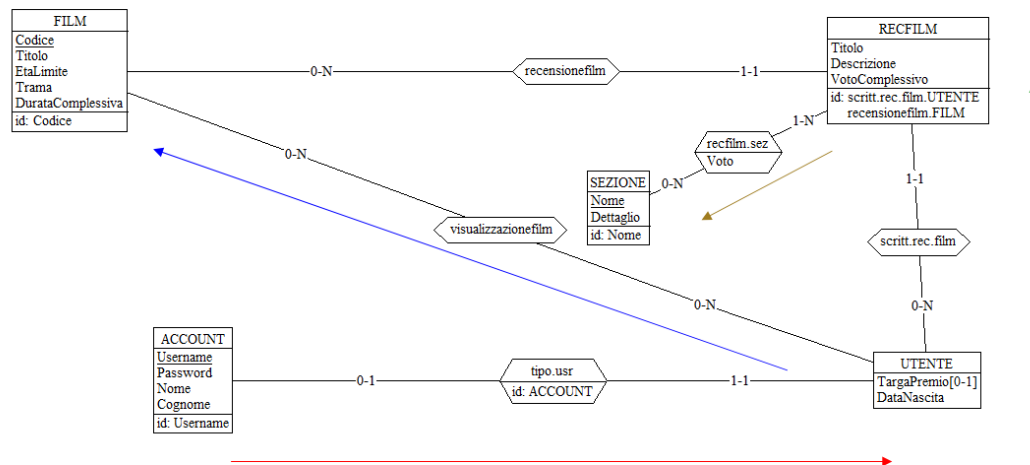 FILM
Codice
Titolo
EtaLimite
Trama
DurataComplessiva
id: Codice
0-N
recensionefilm
1-1
RECFILM
Titolo
Descrizione
VotoComplessivo
id: scritt.rec.film.UTENTE
recensionefilm.FILM
1-N
recfilm.sez
Voto
0-N
SEZIONE
Nome
Dettaglio
id: Nome
0-N
visualizzazionefilm
0-N
1-1
scritt.rec.film
0-N
ACCOUNT
Username
Password
Nome
Cognome
id: Username
0-1
tipo.usr
id: ACCOUNT
1-1
UTENTE
TargaPremio[0-1]
DataNascita